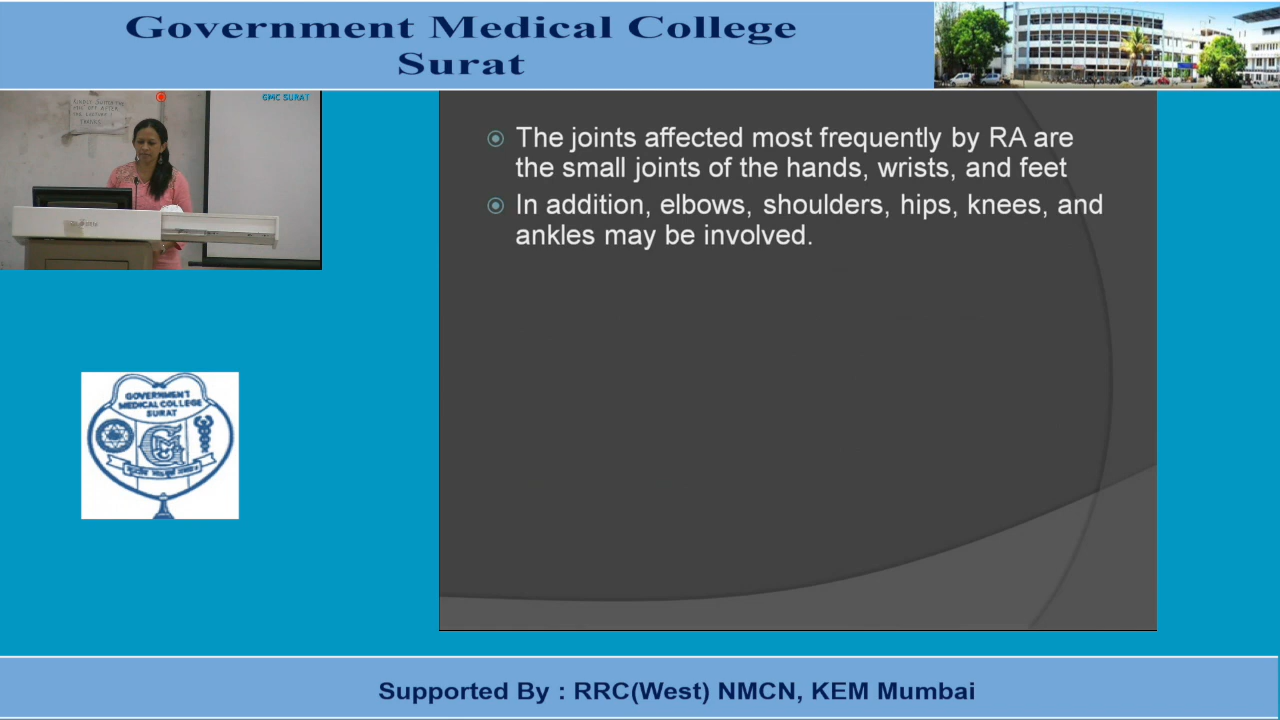 Government Medical College
Surat
GMC SURAT
The joints affected most frequently by RA are
the small joints of the hands, wrists, and feet
In addition, elbows, shoulders, hips, knees, and
ankles may be involved.
GOVERNMENT
MEDICAL COLLEGE
SURAT
Supported By : RRC(West) NMCN, KEM Mumbai